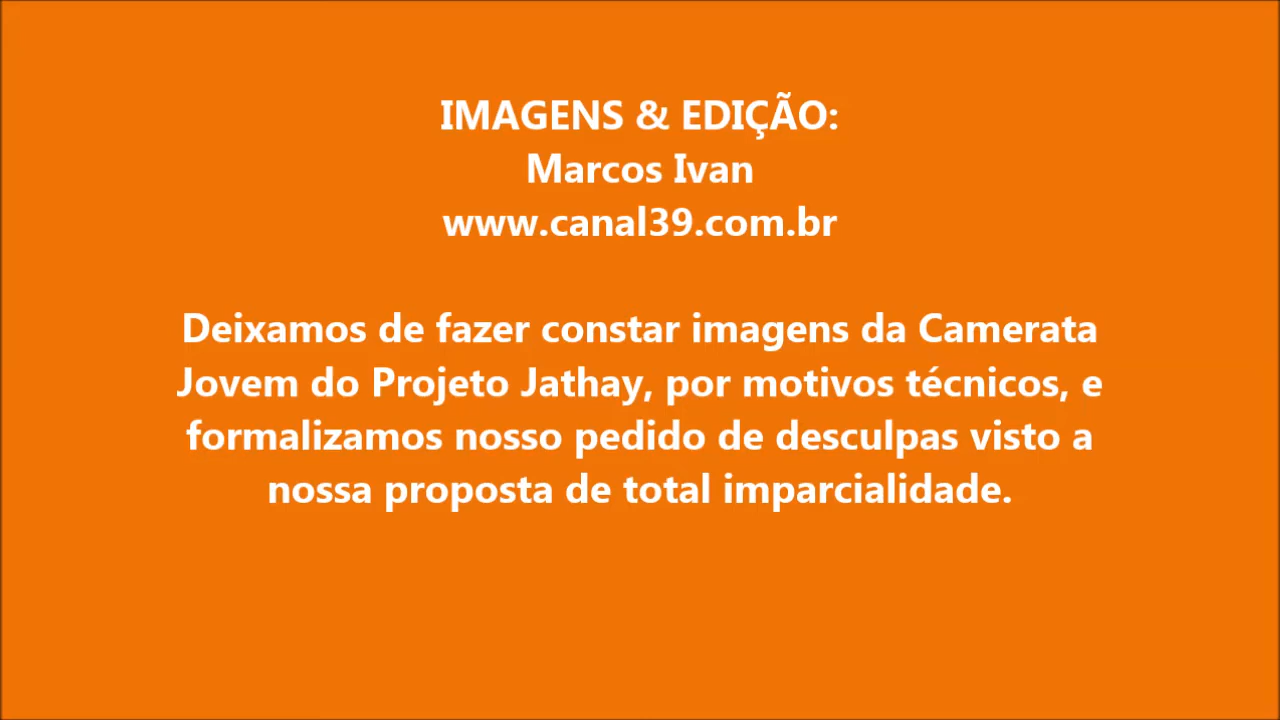 IMAGENS & EDIÇÃO:
Marcos Ivan
www.canal39.com.br
Deixamos de fazer constar imagens da Camerata
Jovem do Projeto Jathay, por motivos técnicos, e
formalizamos nosso pedido de desculpas visto a
nossa proposta de total imparcialidade.